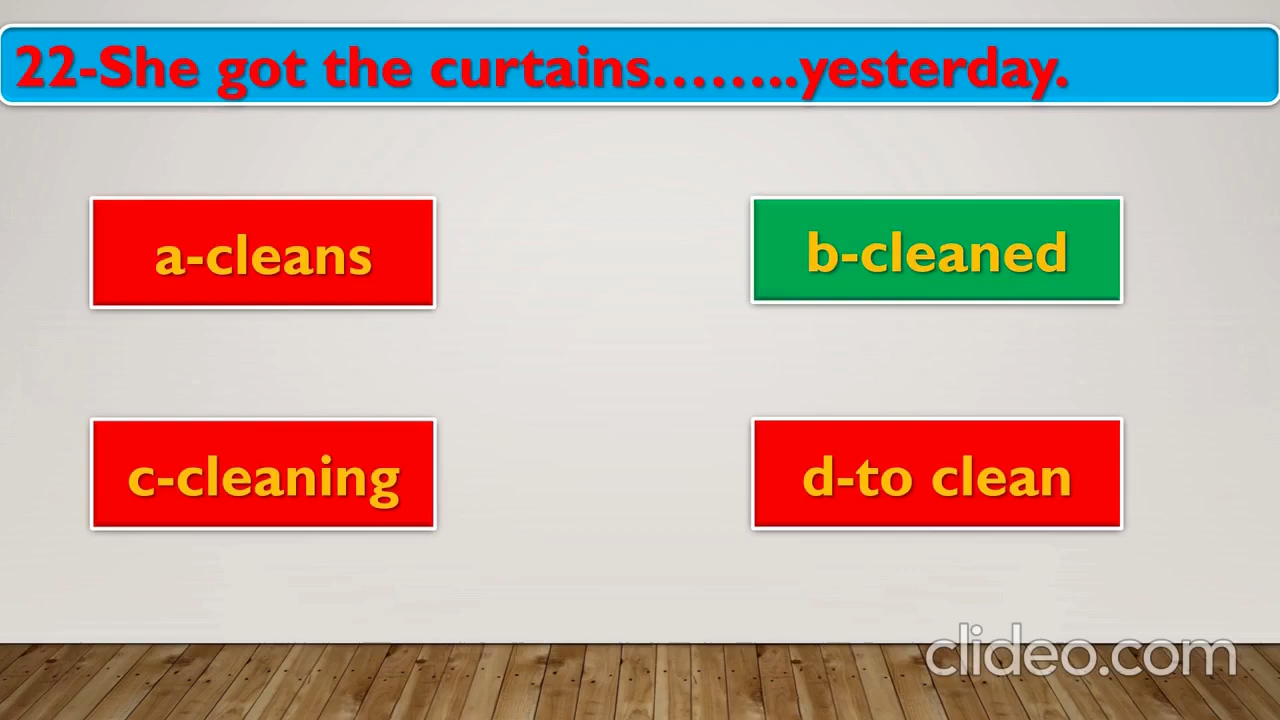 22-She got the curtains……..yesterday.
a-cleans
b-cleaned
c-cleaning
d-to clean
clideo.com